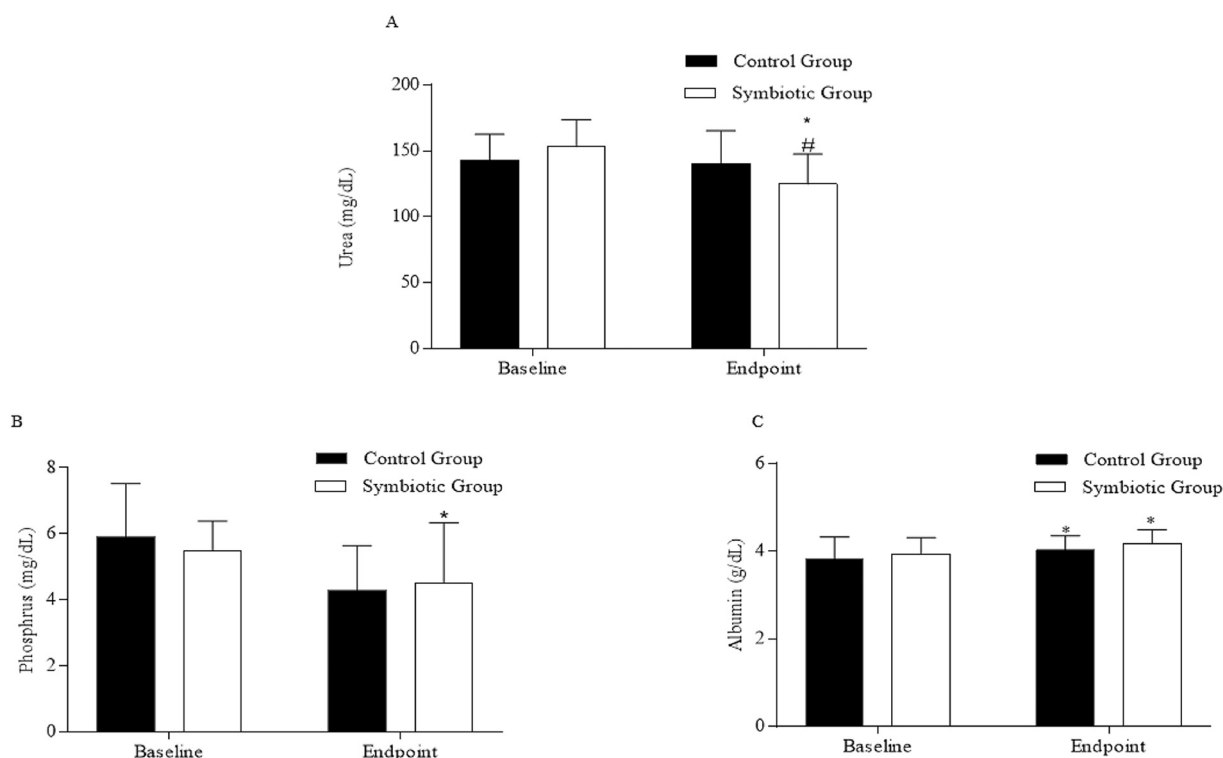 A
Control Group
Symbiotic Group
200
150
100
50
0
Urea (mg/dL)
*
#
Baseline
Endpoint
B
Control Group
Symbiotic Group
8
6
4
2
0
Phosphrus (mg/dL)
*
Baseline
Endpoint
C
Control Group
Symbiotic Group
6
4
2
0
Albumin (g/dL)
*
*
Baseline
Endpoint